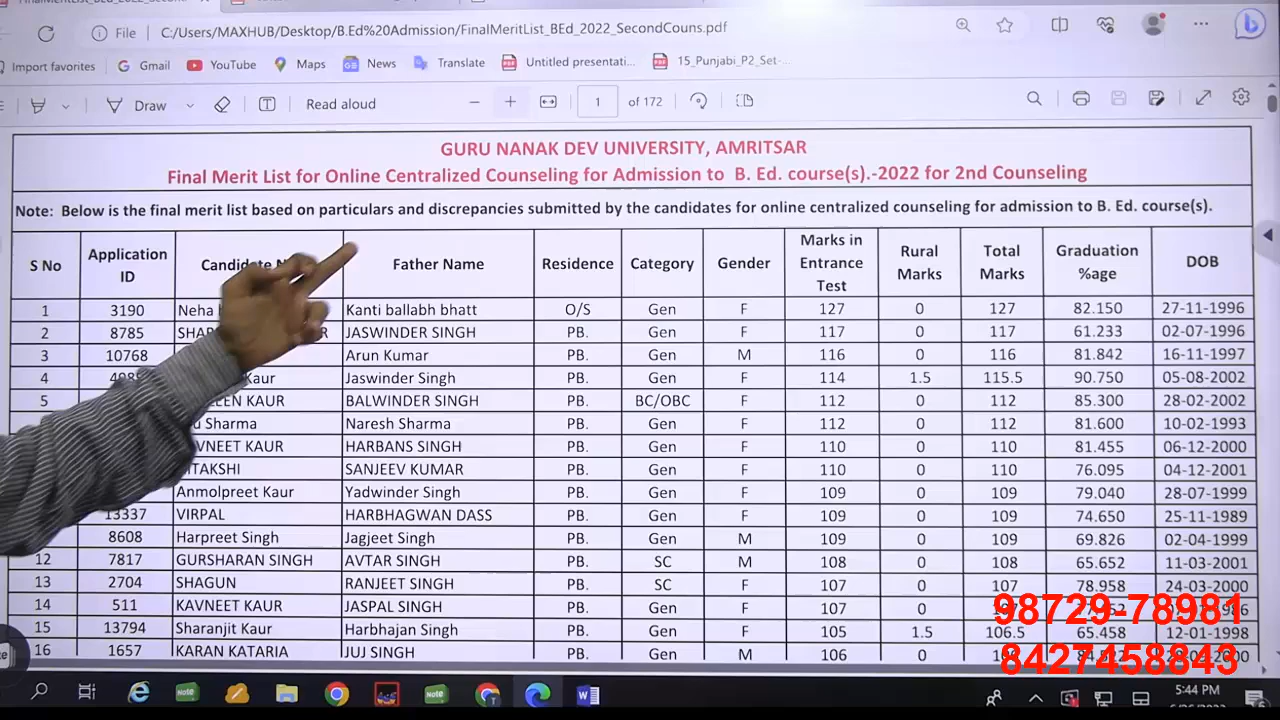 File C:/Users/MAXHUB/Desktop/B.Ed%20Admission/FinalMeritList_BEd_2022_SecondCouns.pdf
Import favorites Gmail YouTube Maps News Translate Untitled presentati... 15_Punjabi_P2_Set-...
Draw Read aloud 1 of 172
GURU NANAK DEV UNIVERSITY, AMRITSAR
Final Merit List for Online Centralized Counseling for Admission to B. Ed. course(s).-2022 for 2nd Counseling
Note: Below is the final merit list based on particulars and discrepancies submitted by the candidates for online centralized counseling for admission to B. Ed. course(s).
S No Application ID Father Name Residence Category Gender Marks in Entrance Test Rural Marks Total Marks Graduation %age DOB
1 3190 Neha Kanti ballabh bhatt O/S Gen F 127 0 127 82.150 27-11-1996
2 8785 JASWINDER SINGH PB. Gen F 117 0 117 61.233 02-07-1996
3 10768 Arun Kumar PB. Gen M 116 0 116 81.842 16-11-1997
4 Kaur Jaswinder Singh PB. Gen F 114 1.5 115.5 90.750 05-08-2002
5 KAUR BALWINDER SINGH PB. BC/OBC F 112 0 112 85.300 28-02-2002
Sharma Naresh Sharma PB. Gen F 112 0 112 81.600 10-02-1993
KAUR HARBANS SINGH PB. Gen F 110 0 110 81.455 06-12-2000
SANJEEV KUMAR PB. Gen F 110 0 110 76.095 04-12-2001
Anmolpreet Kaur Yadwinder Singh PB. Gen F 109 0 109 79.040 28-07-1999
13337 VIRPAL HARBHAGWAN DASS PB. Gen F 109 0 109 74.650 25-11-1989
8608 Harpreet Singh Jagjeet Singh PB. Gen M 109 0 109 69.826 02-04-1999
12 7817 GURSHARAN SINGH AVTAR SINGH PB. SC M 108 0 108 65.652 11-03-2001
13 2704 SHAGUN RANJEET SINGH PB. SC F 107 0 107 78.958 24-03-2000
14 511 KAVNEET KAUR JASPAL SINGH PB. Gen F 107 0
15 13794 Sharanjit Kaur Harbhajan Singh PB. Gen F 105 1.5 106.5 65.458 12-01-1998
16 1657 KARAN KATARIA JUJ SINGH PB. Gen M 106 0
98729-78981
8427458843
5:44 PM